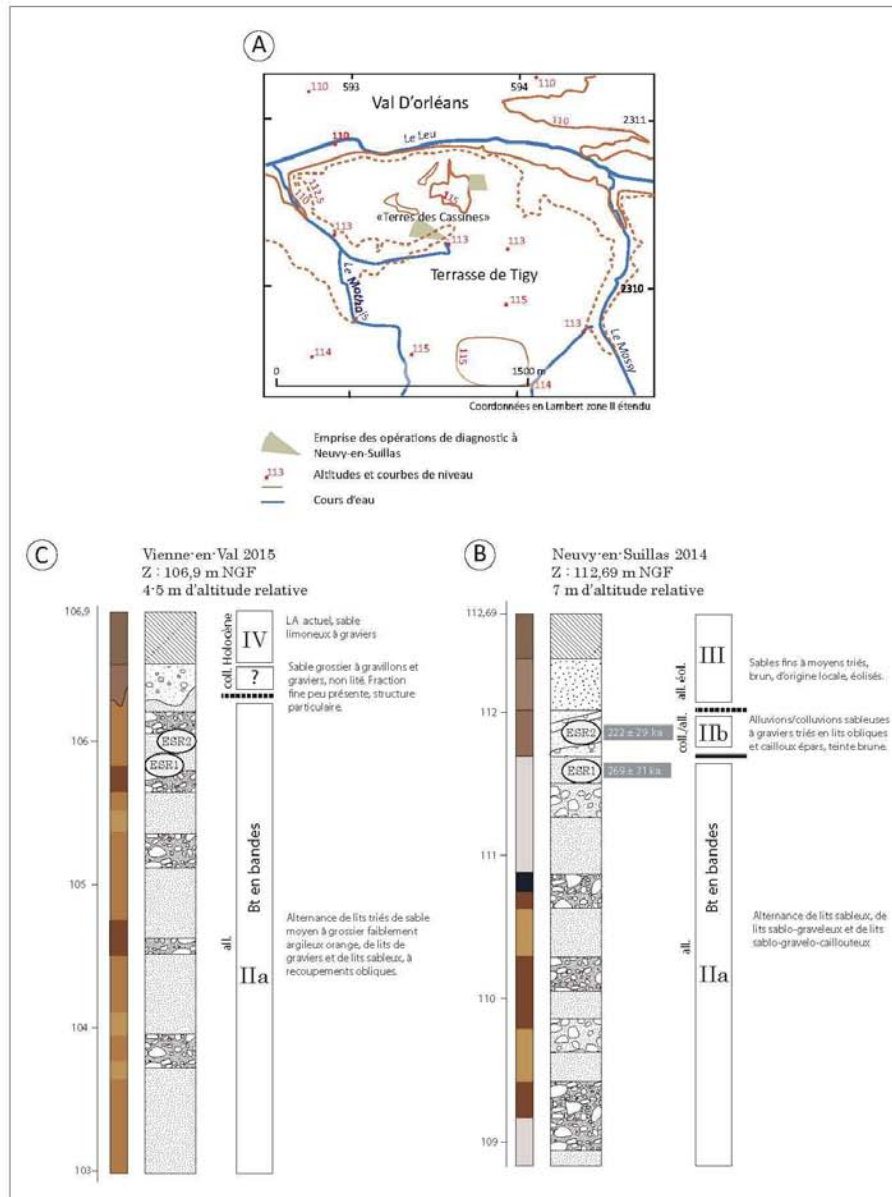 A
593
594
110
110
Val D'orléans
2311
110
110
Le Leu
112,5
110
115
«Terres des Cassines»
113
113
113
Terrasse de Tigy
2310
115
113
Le Massy
114
115
115
114
0
1500 m
Coordonnées en Lambert zone II étendu
Emprise des opérations de diagnostic à
Neuvy-en-Suillas
113
Altitudes et courbes de niveau
Cours d'eau
C
Vienne-en-Val 2015
Z : 106,9 m NGF
4-5 m d'altitude relative
106,9
106
105
104
103
ESR2
ESR1
coll. Holocène
all.
IV
?
Bt en bandes
IIa
LA actuel, sable
limoneux à graviers
Sable grossier à gravillons et
graviers, non lité. Fraction
fine peu présente, structure
particulaire.
Alternance de lits triés de sable
moyen à grossier faiblement
argileux orange, de lits de
graviers et de lits sableux, à
recoupements obliques.
B
Neuvy-en-Suillas 2014
Z : 112,69 m NGF
7 m d'altitude relative
112,69
112
111
110
109
ESR2
222 ± 29 ka
ESR1
269 ± 31 ka
all. éol.
coll./all.
all.
III
IIb
Bt en bandes
IIa
Sables fins à moyens triés,
brun, d'origine locale, éolisés.
Alluvions/colluvions sableuses
à graviers triés en lits obliques
et cailloux épars, teinte brune.
Alternance de lits sableux, de
lits sablo-graveleux et de lits
sablo-gravelo-caillouteux